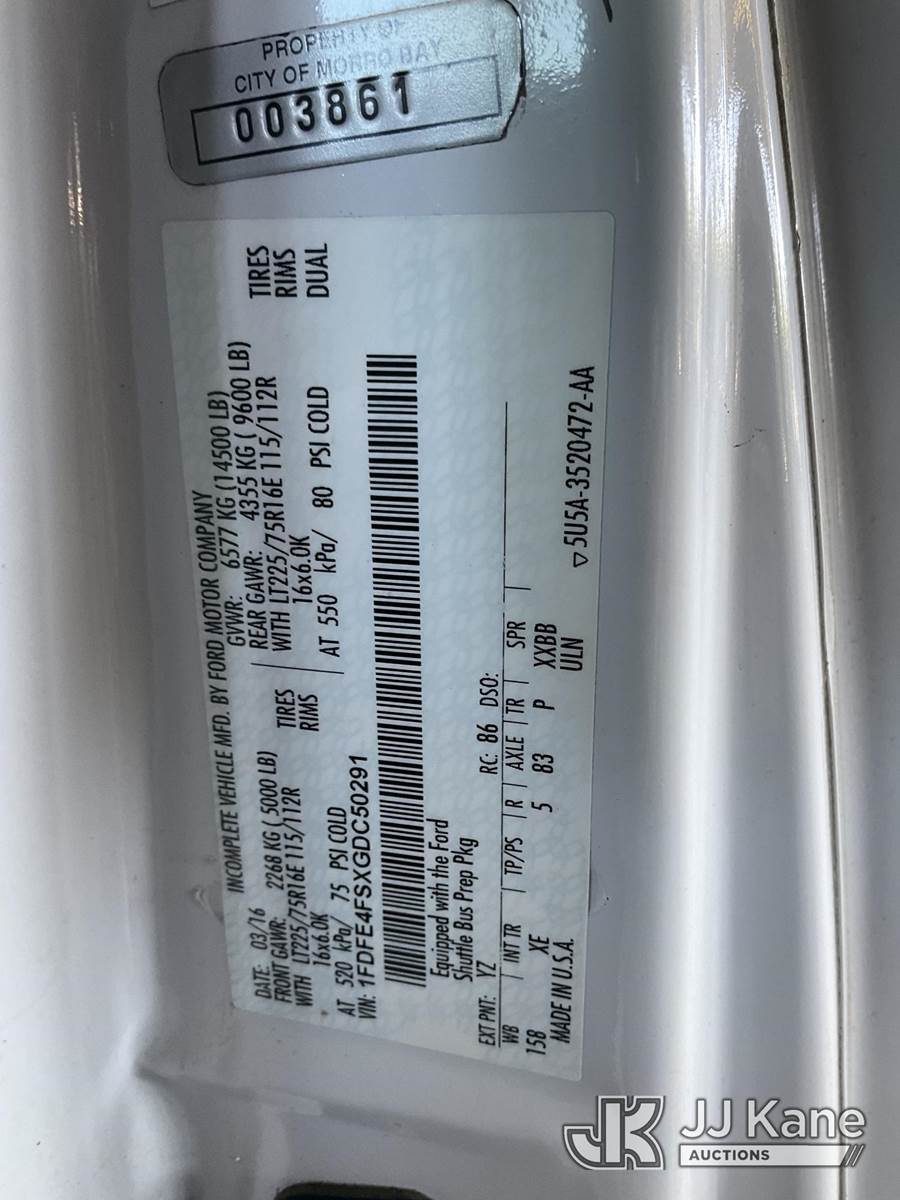 PROPERTY OF
CITY OF MORRO BAY
003861
INCOMPLETE VEHICLE MFD. BY FORD MOTOR COMPANY
DATE: 03/16 GVWR: 6577 KG (14500 LB)
FRONT GAWR: 2268 KG ( 5000 LB) REAR GAWR: 4355 KG ( 9600 LB)
WITH LT225/75R16E 115/112R TIRES WITH LT225/75R16E 115/112R TIRES
16x6.0K RIMS 16x6.0K RIMS
AT 520 kPa/ 75 PSI COLD AT 550 kPa/ 80 PSI COLD DUAL
VIN: 1FDFE4FSXGDC50291
Equipped with the Ford
Shuttle Bus Prep Pkg
EXT PNT: YZ RC: 86 DSO:
WB INT TR TP/PS R AXLE TR SPR
158 XE 5 83 P XXBB
MADE IN U.S.A. ULN
▽5U5A-3520472-AA
JK JJ Kane
AUCTIONS